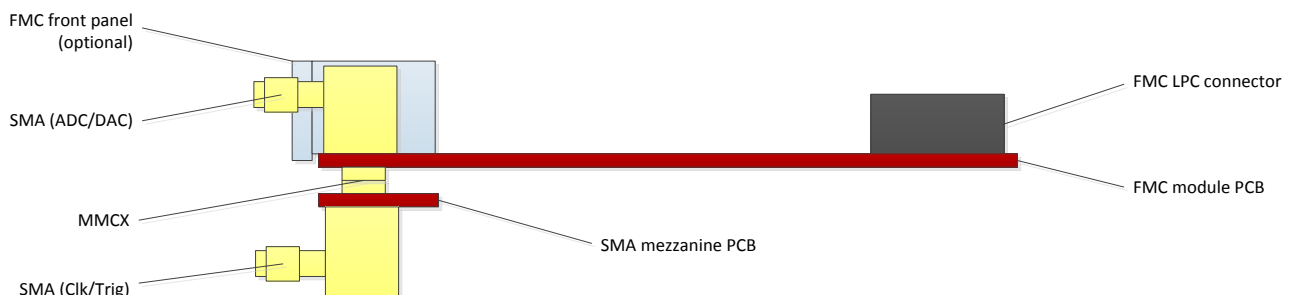 FMC front panel
(optional)
FMC LPC connector
SMA (ADC/DAC)
FMC module PCB
MMCX
SMA mezzanine PCB
SMA (Clk/Trig)